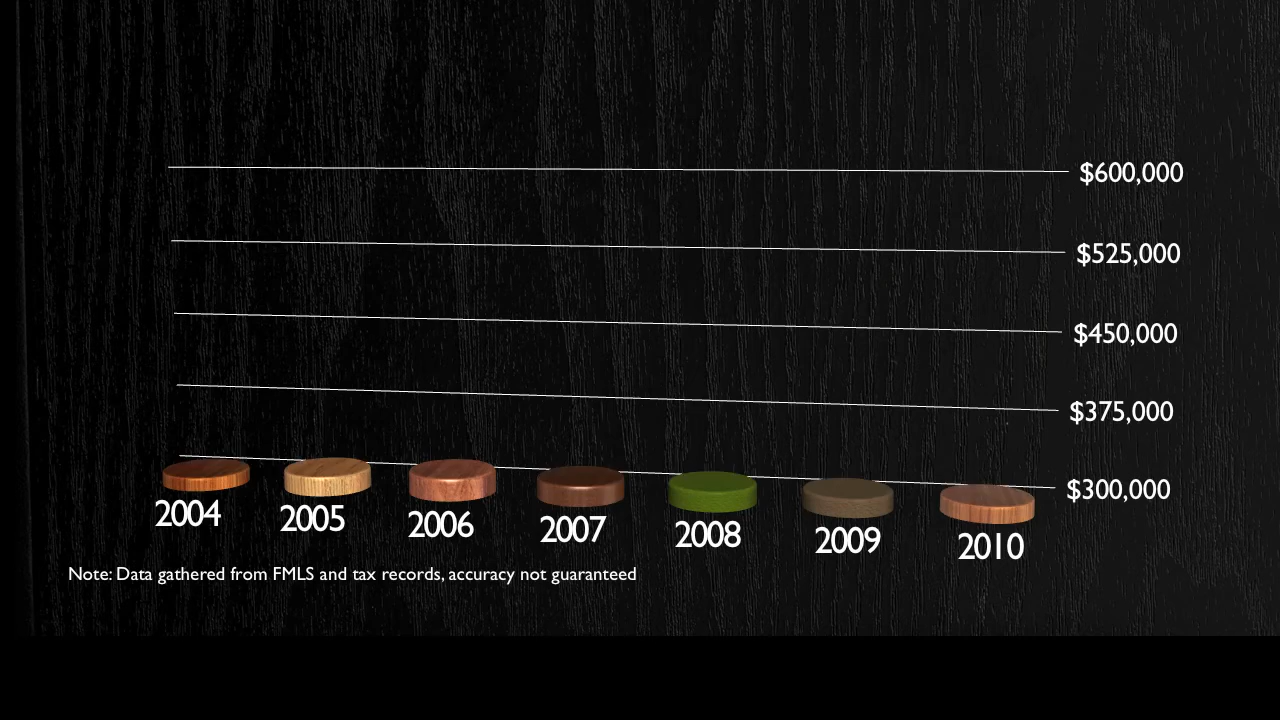 $600,000
$525,000
$450,000
$375,000
$300,000
2004 2005 2006 2007 2008 2009 2010
Note: Data gathered from FMLS and tax records, accuracy not guaranteed